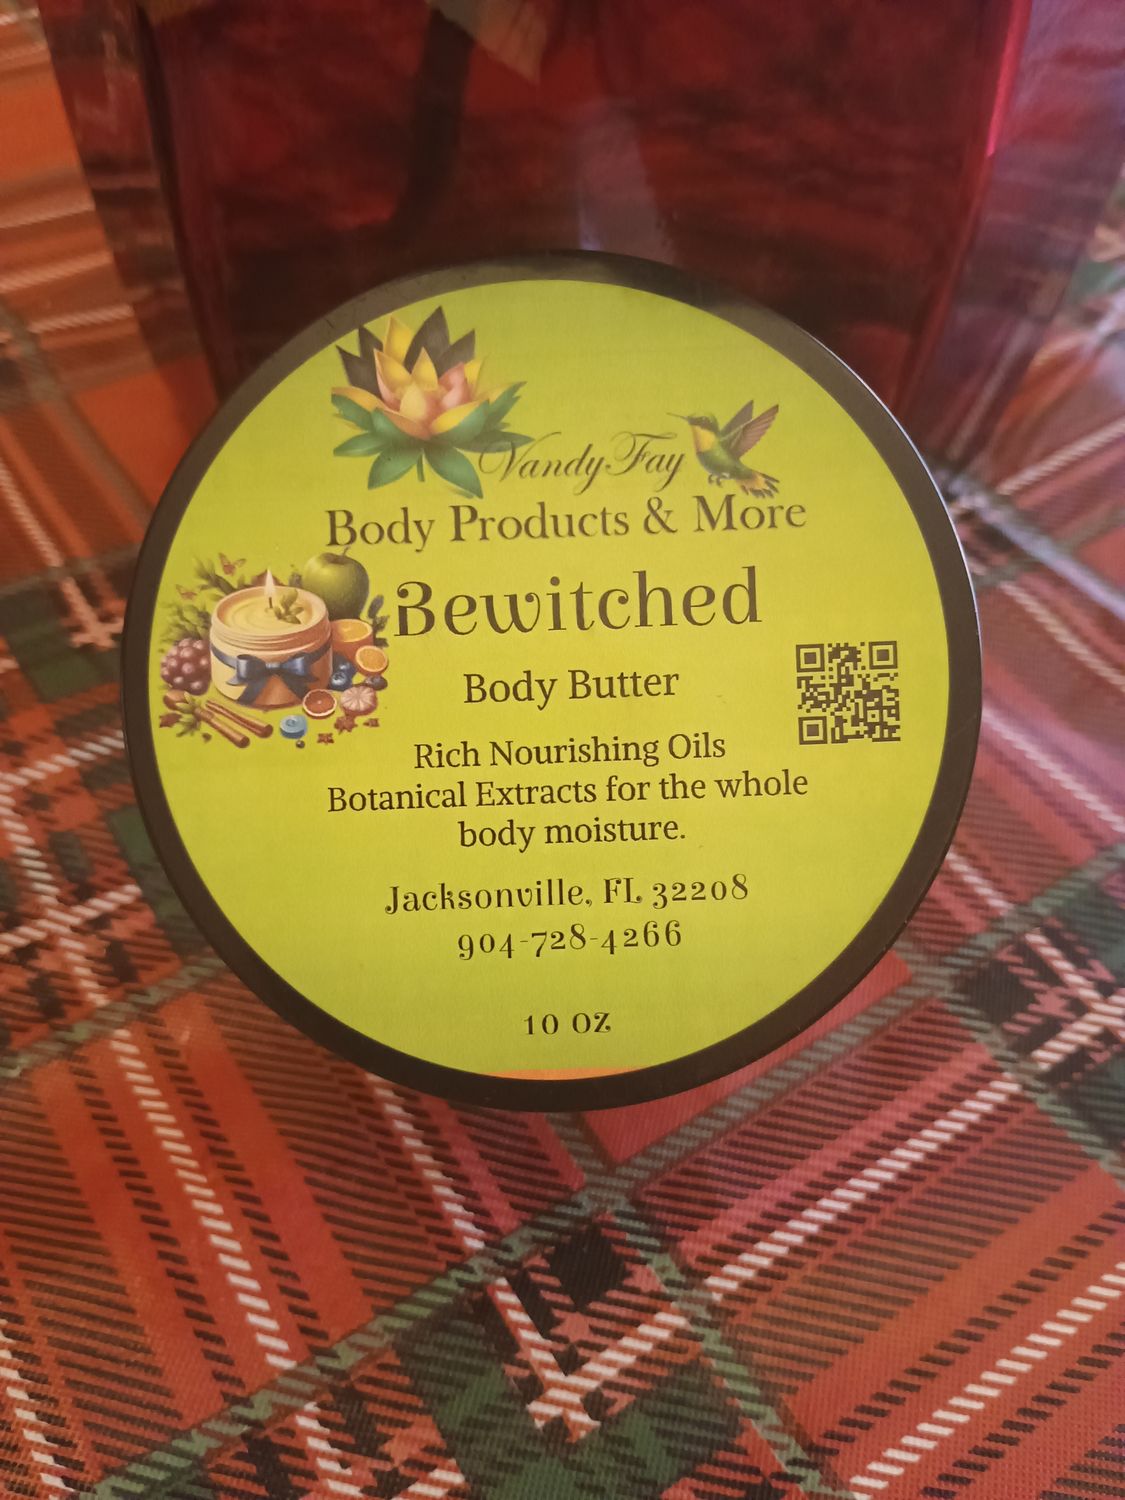 VandyFay
Body Products & More
Bewitched
Body Butter
Rich Nourishing Oils
Botanical Extracts for the whole
body moisture.
Jacksonville, FL 32208
904-728-4266
10 OZ